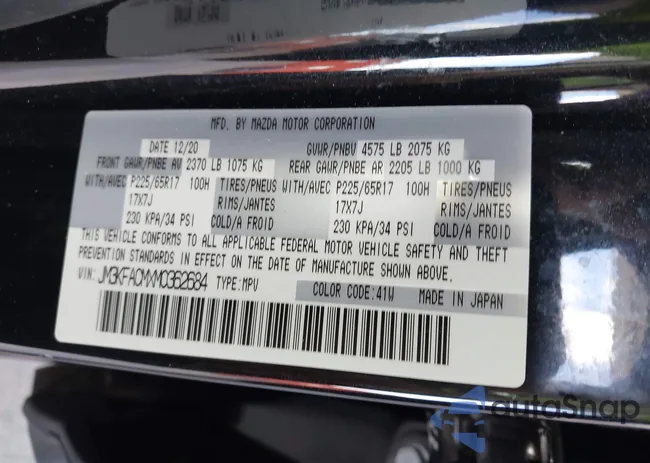 MFD. BY MAZDA MOTOR CORPORATION
DATE 12/20 GVWR/PNBV 4575 LB 2075 KG
FRONT GAWR/PNBE AV 2370 LB 1075 KG REAR GAWR/PNBE AR 2205 LB 1000 KG
WITH/AVEC P225/65R17 100H TIRES/PNEUS WITH/AVEC P225/65R17 100H TIRES/PNEUS
17X7J RIMS/JANTES 17X7J RIMS/JANTES
230 KPA/34 PSI COLD/A FROID 230 KPA/34 PSI COLD/A FROID
THIS VEHICLE CONFORMS TO ALL APPLICABLE FEDERAL MOTOR VEHICLE SAFETY AND THEFT
PREVENTION STANDARDS IN EFFECT ON THE DATE OF MANUFACTURE SHOWN ABOVE.
VIN: JM3KFACMXM0362684 TYPE: MPV COLOR CODE: 41W MADE IN JAPAN
autoSnap